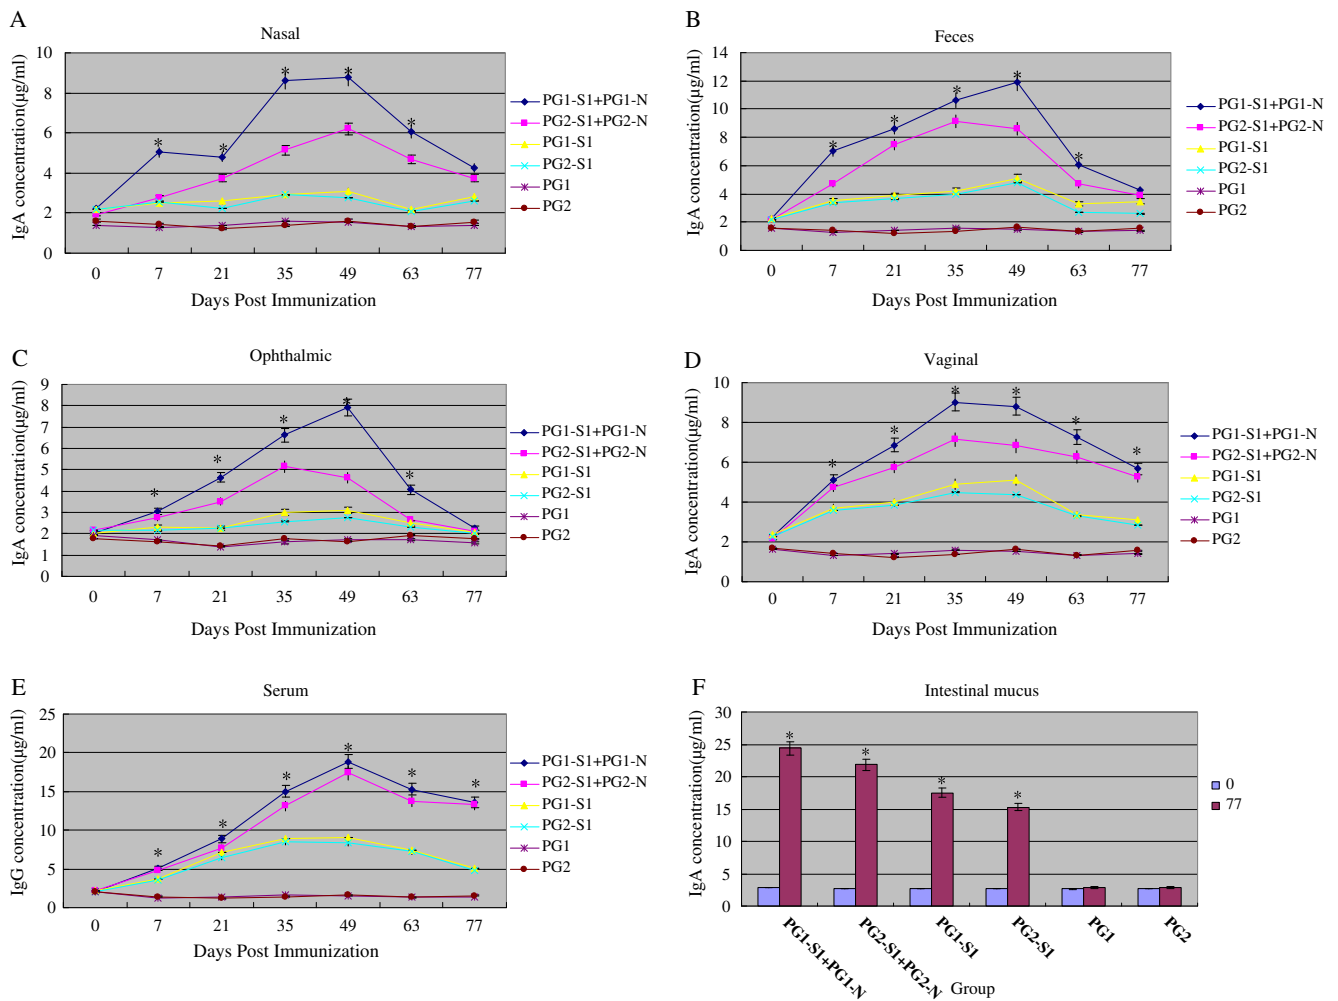 A
Nasal
IgA concentration(μg/ml)
10
8
6
4
2
0
* * * * *
0 7 21 35 49 63 77
Days Post Immunization
PG1-S1+PG1-N
PG2-S1+PG2-N
PG1-S1
PG2-S1
PG1
PG2
B
Feces
IgA concentration(μg/ml)
14
12
10
8
6
4
2
0
* * * * *
0 7 21 35 49 63 77
Days Post Immunization
PG1-S1+PG1-N
PG2-S1+PG2-N
PG1-S1
PG2-S1
PG1
PG2
C
Ophthalmic
IgA concentration(μg/ml)
9
8
7
6
5
4
3
2
1
0
* * * * *
0 7 21 35 49 63 77
Days Post Immunization
PG1-S1+PG1-N
PG2-S1+PG2-N
PG1-S1
PG2-S1
PG1
PG2
D
Vaginal
IgA concentration(μg/ml)
10
8
6
4
2
0
* * * * * *
0 7 21 35 49 63 77
Days Post Immunization
PG1-S1+PG1-N
PG2-S1+PG2-N
PG1-S1
PG2-S1
PG1
PG2
E
Serum
IgG concentration(μg/ml)
25
20
15
10
5
0
* * * * * *
0 7 21 35 49 63 77
Days Post Immunization
PG1-S1+PG1-N
PG2-S1+PG2-N
PG1-S1
PG2-S1
PG1
PG2
F
Intestinal mucus
IgA concentration(μg/ml)
30
25
20
15
10
5
0
* * * *
PG1-S1+PG1-N
PG2-S1+PG2-N
PG1-S1
PG2-S1
PG1
PG2
Group
0
77